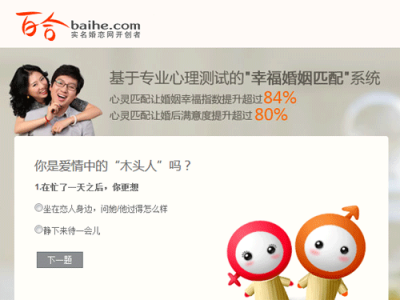 百合 baihe.com
实名婚恋网开创者
基于专业心理测试的"幸福婚姻匹配"系统
心灵匹配让婚姻幸福指数提升超过84%
心灵匹配让婚后满意度提升超过80%
你是爱情中的“木头人”吗？
1.在忙了一天之后，你更想
坐在恋人身边，问她/他过得怎么样
静下来待一会儿
下一题